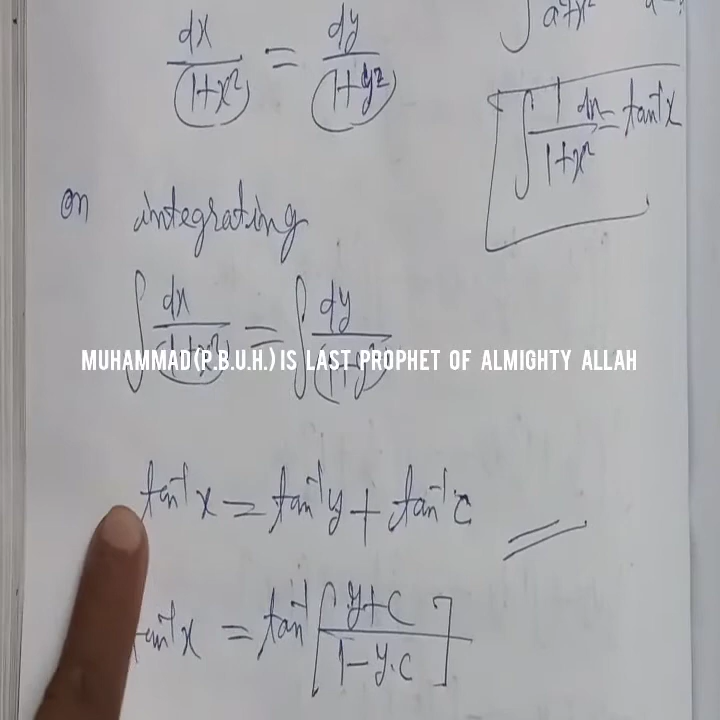 dx/(1+x²) = dy/(1+y²)
∫ 1/(1+x²) dx = tan⁻¹x
on integrating
∫ dx/(1+x²) = ∫ dy/(1+y²)
MUHAMMAD(P.B.U.H.) IS LAST PROPHET OF ALMIGHTY ALLAH
tan⁻¹x = tan⁻¹y + tan⁻¹c
tan⁻¹x = tan⁻¹[(y+c)/(1-y.c)]